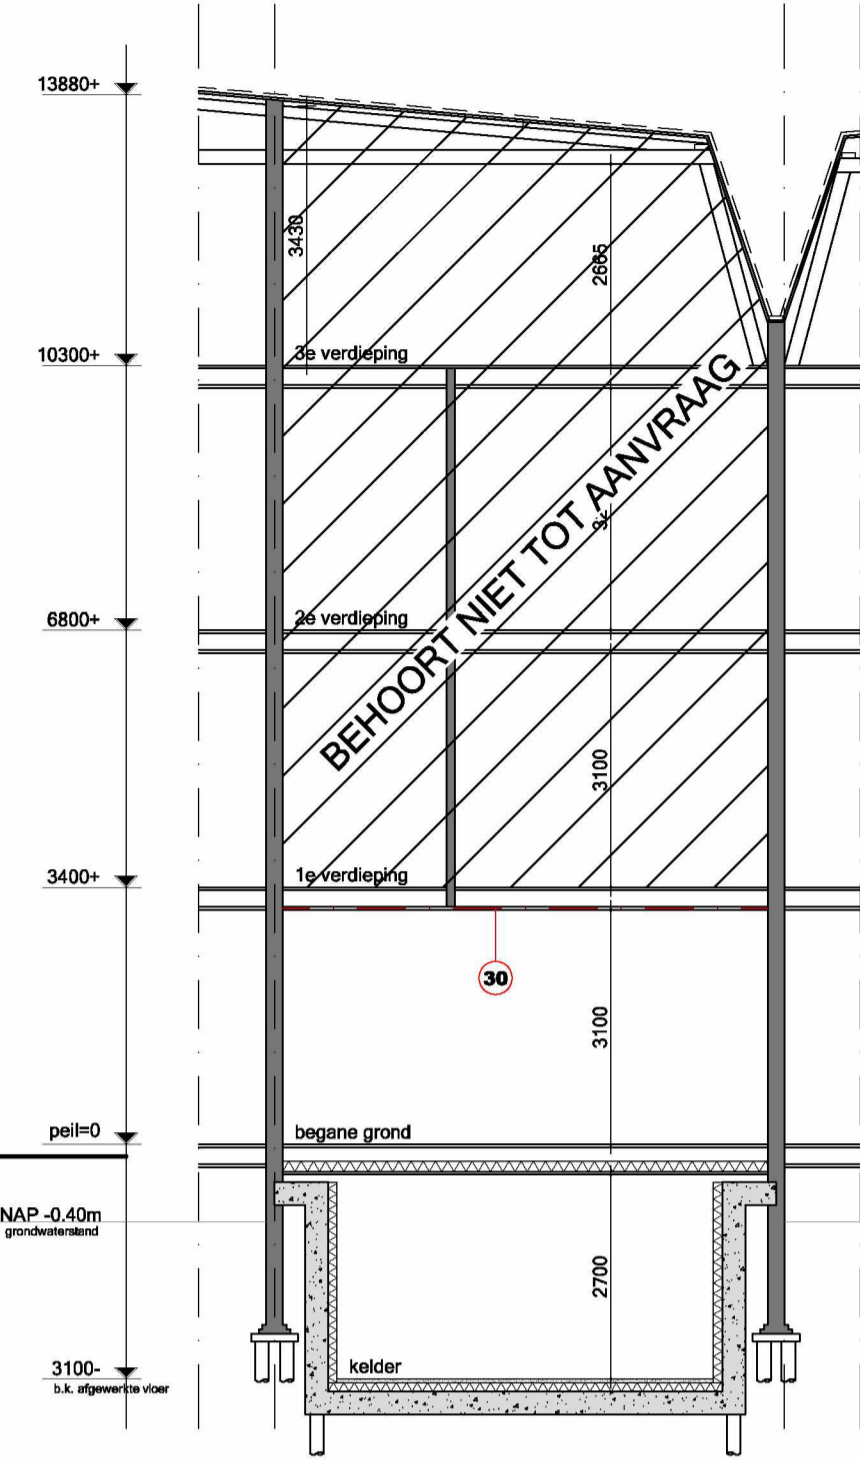 13880+
3430
2665
3e verdieping
10300+
BEHOORT NIET TOT AANVRAAG
2e verdieping
6800+
3100
1e verdieping
3400+
30
3100
peil=0
begane grond
NAP -0.40m
grondwaterstand
2700
kelder
3100-
b.k. afgewerkte vloer